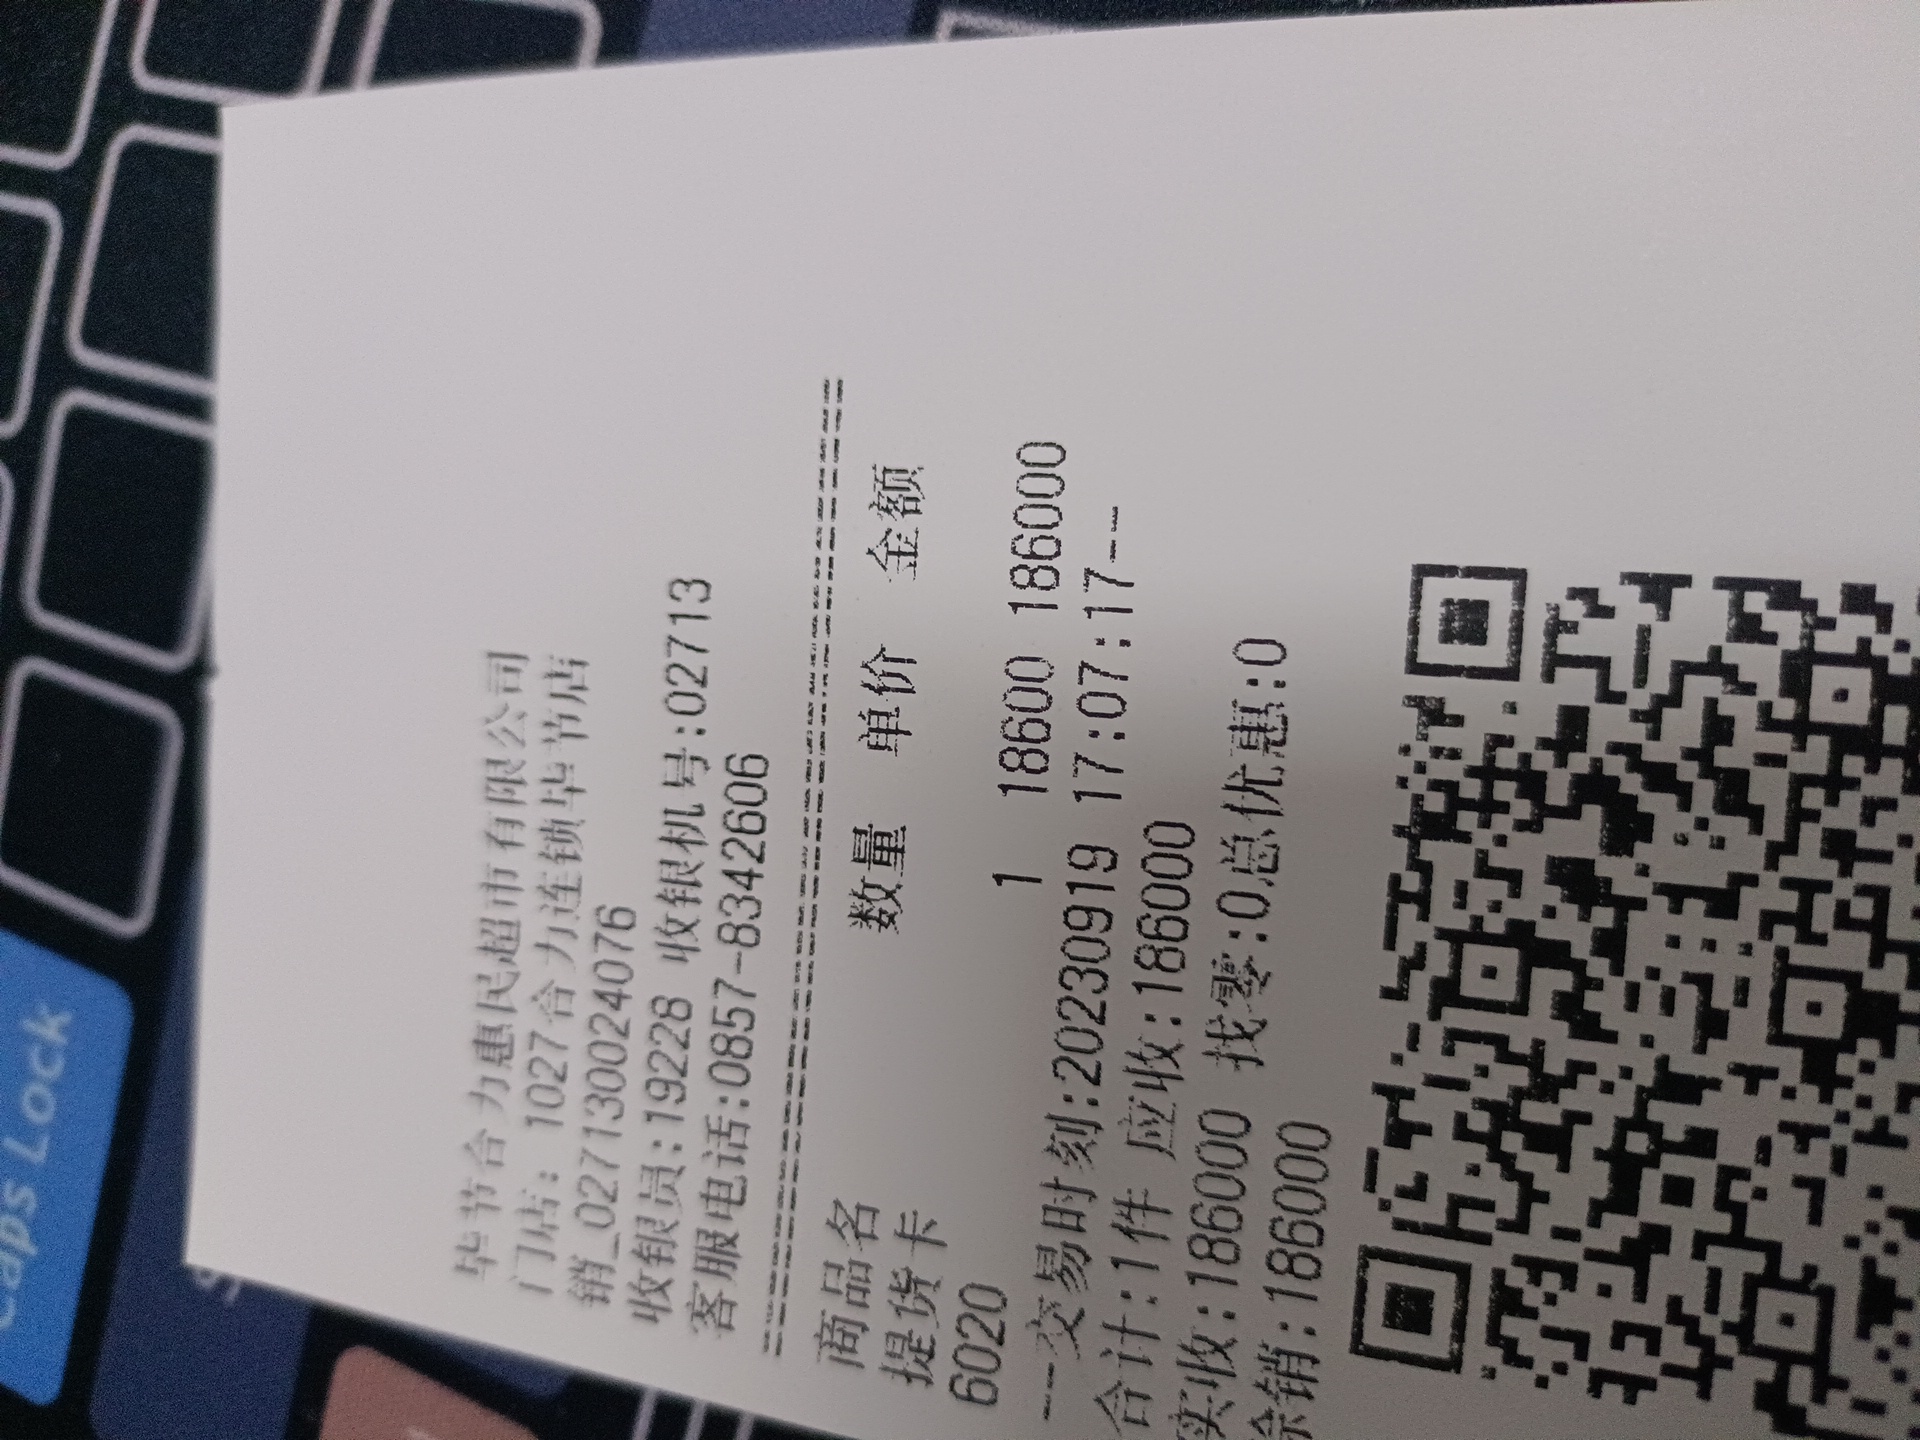 毕节合力惠民超市有限公司
门店: 1027合力连锁毕节店
销_0271300024076
收银员:19228 收银机号:02713
客服电话:0857-8342606
商品名 数量 单价 金额
提货卡
6020 1 18600 186000
---交易时刻:20230919 17:07:17--
合计:1件 应收:186000
实收:186000 找零:0总优惠:0
赊销:186000
Caps Lock